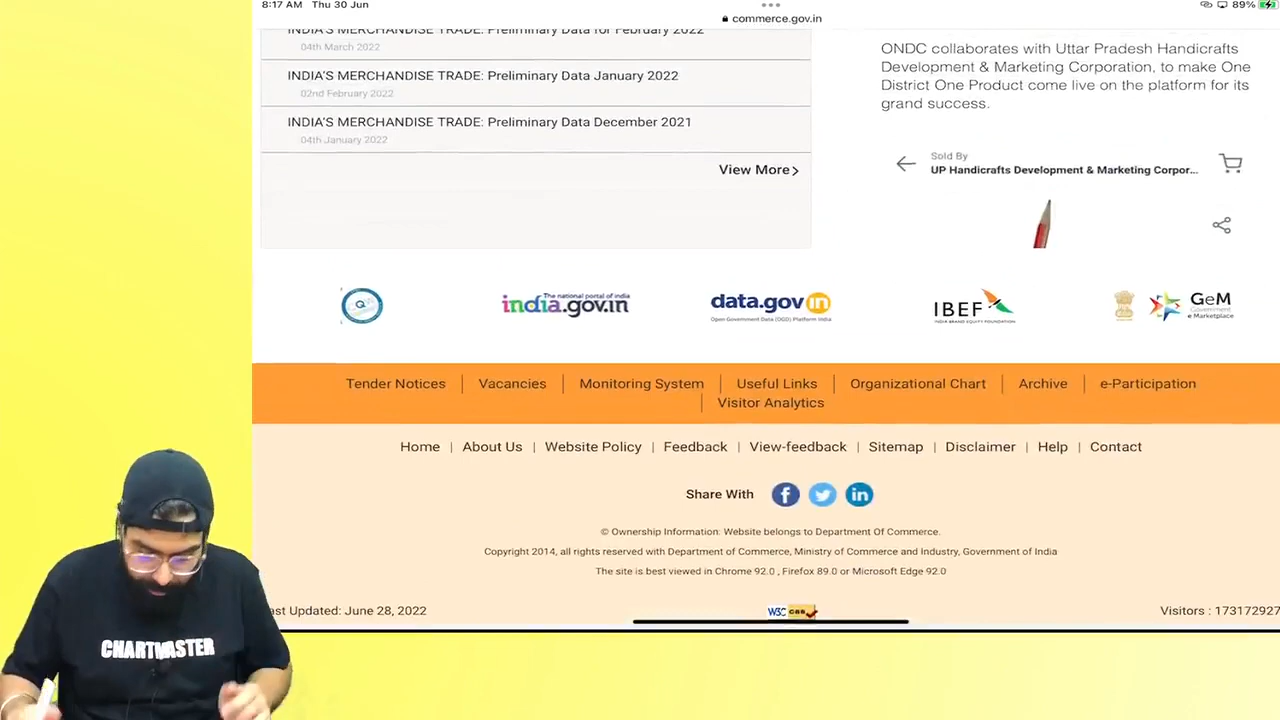 8:17 AM Thu 30 Jun
89%
commerce.gov.in
INDIA'S MERCHANDISE TRADE: Preliminary Data for February 2022
04th March 2022
INDIA'S MERCHANDISE TRADE: Preliminary Data January 2022
02nd February 2022
INDIA'S MERCHANDISE TRADE: Preliminary Data December 2021
04th January 2022
View More
ONDC collaborates with Uttar Pradesh Handicrafts
Development & Marketing Corporation, to make One
District One Product come live on the platform for its
grand success.
Sold By
UP Handicrafts Development & Marketing Corpor...
The national portal of india
india.gov.in
data.gov in
Open Government Data (OGD) Platform India
IBEF
INDIA BRAND EQUITY FOUNDATION
GeM
Government
e Marketplace
Tender Notices | Vacancies | Monitoring System | Useful Links | Organizational Chart | Archive | e-Participation
| Visitor Analytics
Home | About Us | Website Policy | Feedback | View-feedback | Sitemap | Disclaimer | Help | Contact
Share With
© Ownership Information: Website belongs to Department Of Commerce.
Copyright 2014, all rights reserved with Department of Commerce, Ministry of Commerce and Industry, Government of India
The site is best viewed in Chrome 92.0 , Firefox 89.0 or Microsoft Edge 92.0
ast Updated: June 28, 2022
W3C css
Visitors : 173172927
CHARTMASTER